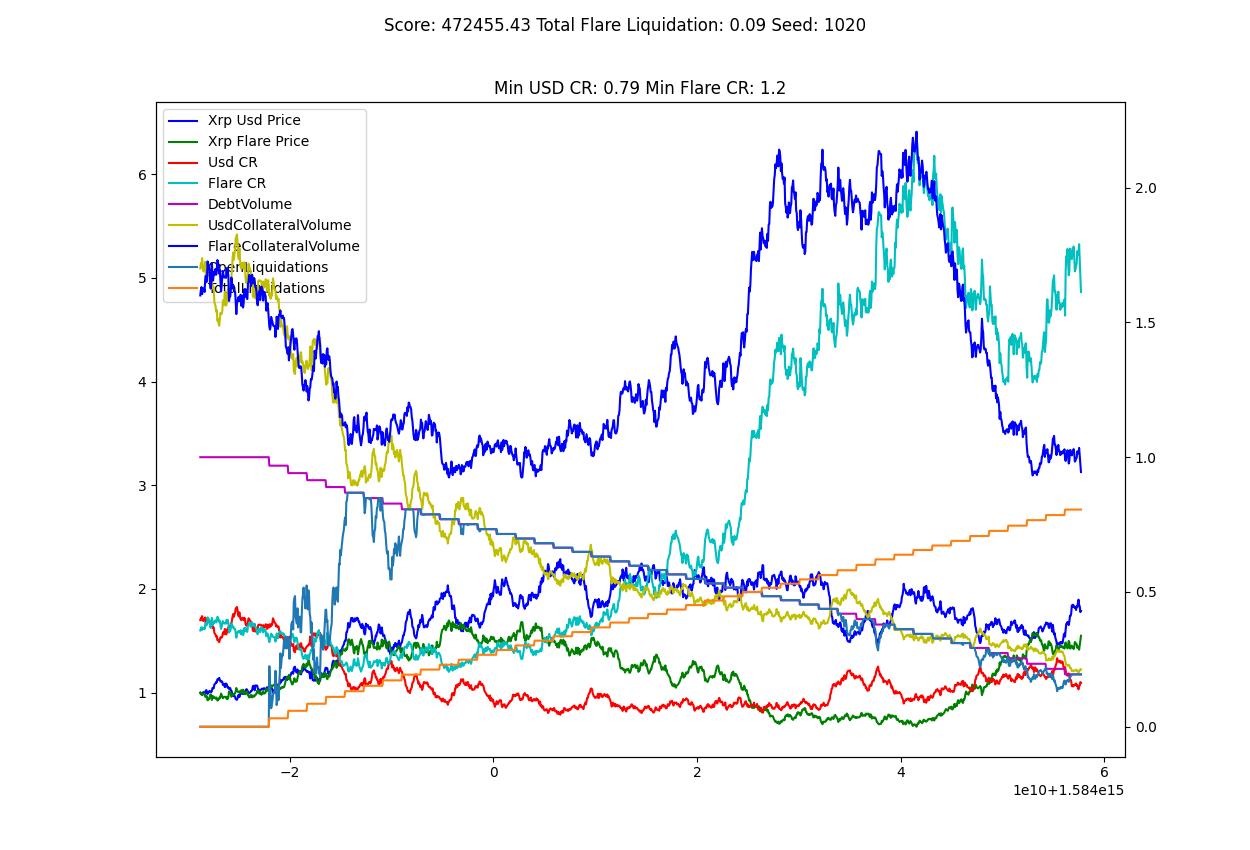 Score: 472455.43 Total Flare Liquidation: 0.09 Seed: 1020
Min USD CR: 0.79 Min Flare CR: 1.2
Xrp Usd Price
Xrp Flare Price
Usd CR
Flare CR
DebtVolume
UsdCollateralVolume
FlareCollateralVolume
OpenLiquidations
TotalLiquidations
6
5
4
3
2
1
2.0
1.5
1.0
0.5
0.0
−2
0
2
4
6
1e10+1.584e15